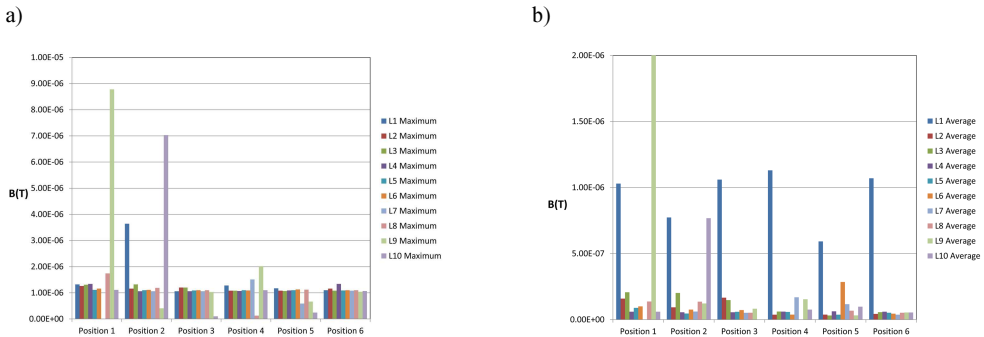 a)
1.00E-05
9.00E-06
8.00E-06
7.00E-06
6.00E-06
5.00E-06
4.00E-06
3.00E-06
2.00E-06
1.00E-06
0.00E+00
B(T)
Position 1 Position 2 Position 3 Position 4 Position 5 Position 6
L1 Maximum
L2 Maximum
L3 Maximum
L4 Maximum
L5 Maximum
L6 Maximum
L7 Maximum
L8 Maximum
L9 Maximum
L10 Maximum
b)
2.00E-06
1.50E-06
1.00E-06
5.00E-07
0.00E+00
B(T)
Position 1 Position 2 Position 3 Position 4 Position 5 Position 6
L1 Average
L2 Average
L3 Average
L4 Average
L5 Average
L6 Average
L7 Average
L8 Average
L9 Average
L10 Average